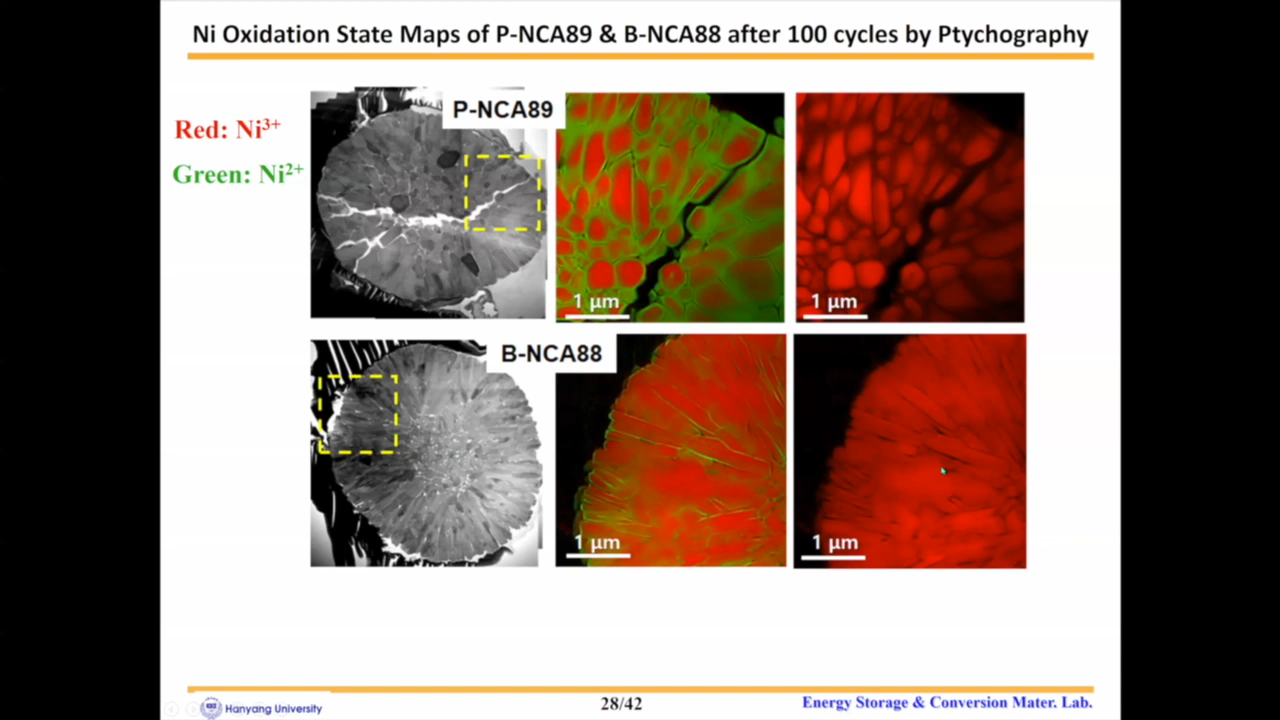 Ni Oxidation State Maps of P-NCA89 & B-NCA88 after 100 cycles by Ptychography
Red: Ni³⁺
Green: Ni²⁺
P-NCA89
1 μm
1 μm
B-NCA88
1 μm
1 μm
Hanyang University
28/42
Energy Storage & Conversion Mater. Lab.